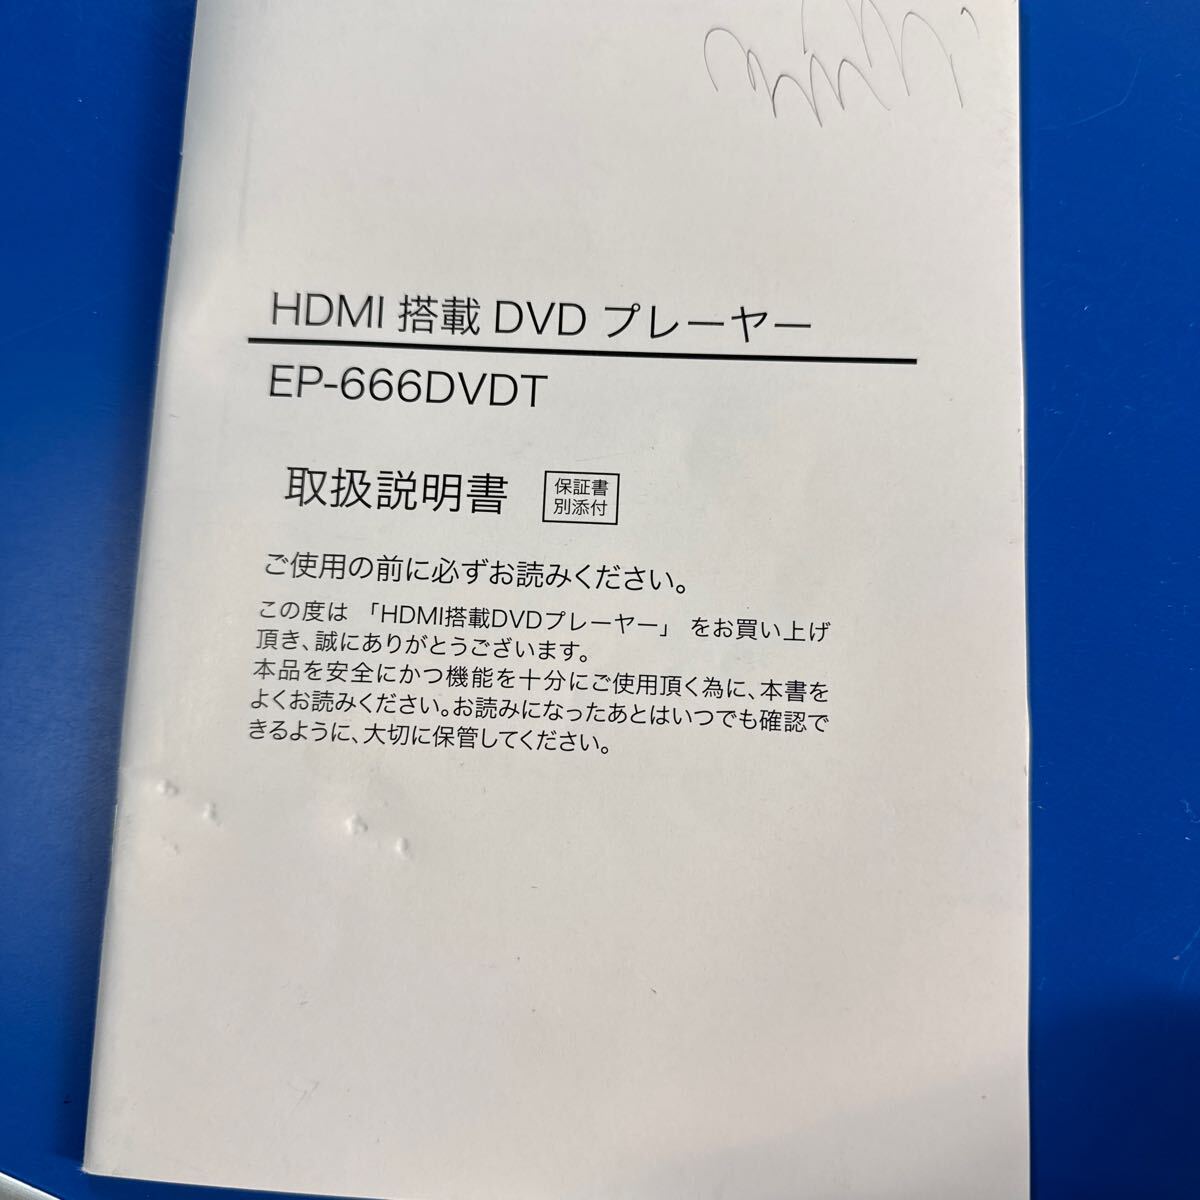 HDMI 搭載 DVD プレーヤー
EP-666DVDT
取扱説明書
保証書
別添付
ご使用の前に必ずお読みください。
この度は 「HDMI搭載DVDプレーヤー」 をお買い上げ
頂き、誠にありがとうございます。
本品を安全にかつ機能を十分にご使用頂く為に、本書を
よくお読みください。お読みになったあとはいつでも確認で
きるように、大切に保管してください。